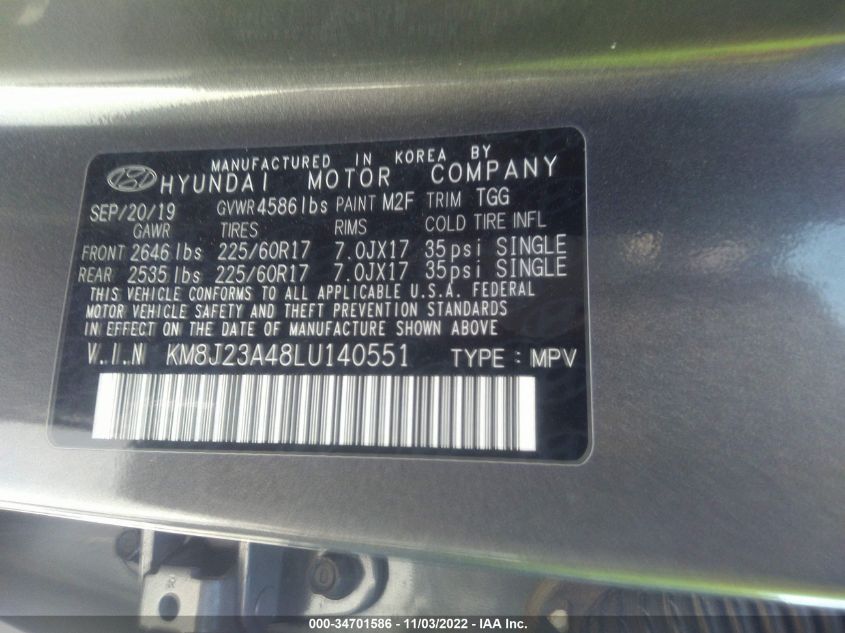 MANUFACTURED IN KOREA BY
HYUNDAI MOTOR COMPANY
SEP/20/19 GVWR 4586 lbs PAINT M2F TRIM TGG
GAWR TIRES RIMS COLD TIRE INFL
FRONT 2646 lbs 225/60R17 7.0JX17 35psi SINGLE
REAR 2535 lbs 225/60R17 7.0JX17 35psi SINGLE
THIS VEHICLE CONFORMS TO ALL APPLICABLE U.S.A. FEDERAL
MOTOR VEHICLE SAFETY AND THEFT PREVENTION STANDARDS
IN EFFECT ON THE DATE OF MANUFACTURE SHOWN ABOVE
V.I.N KM8J23A48LU140551 TYPE : MPV
R
000-34701586 - 11/03/2022 - IAA Inc.